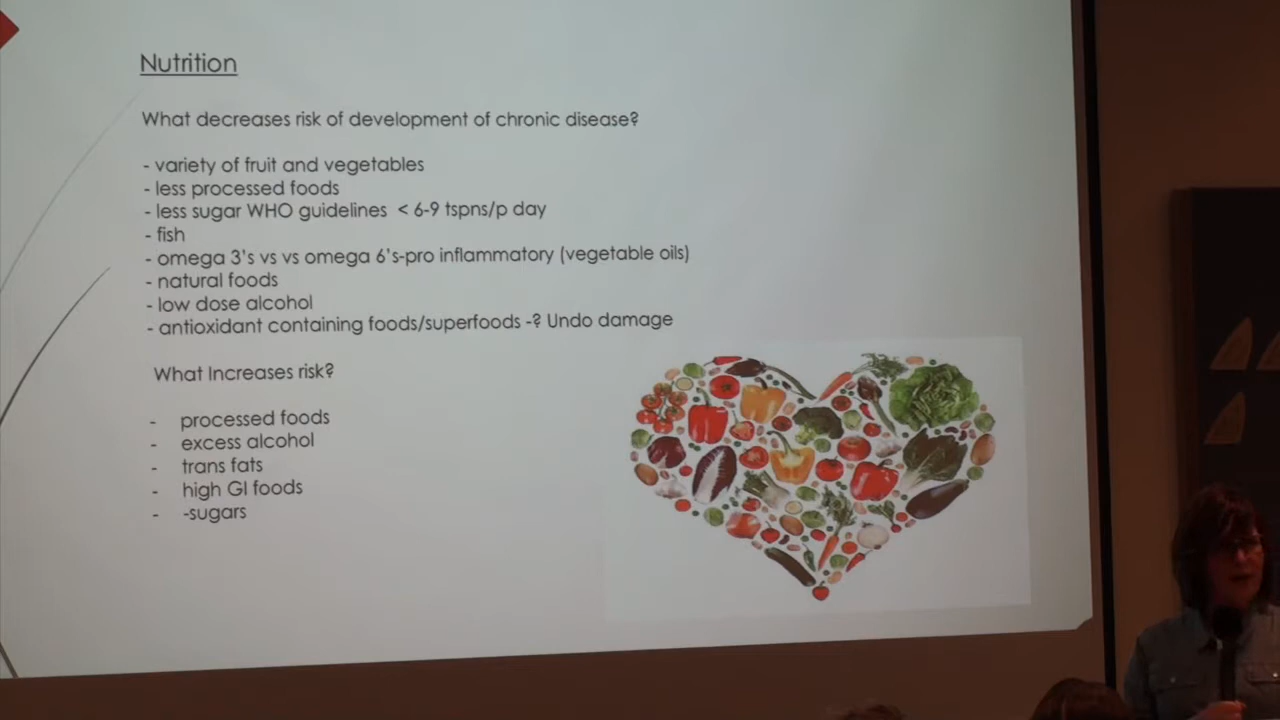 Nutrition
What decreases risk of development of chronic disease?
- variety of fruit and vegetables
- less processed foods
- less sugar WHO guidelines < 6-9 tspns/p day
- fish
- omega 3's vs vs omega 6's-pro inflammatory (vegetable oils)
- natural foods
- low dose alcohol
- antioxidant containing foods/superfoods -? Undo damage
What Increases risk?
- processed foods
- excess alcohol
- trans fats
- high GI foods
- -sugars